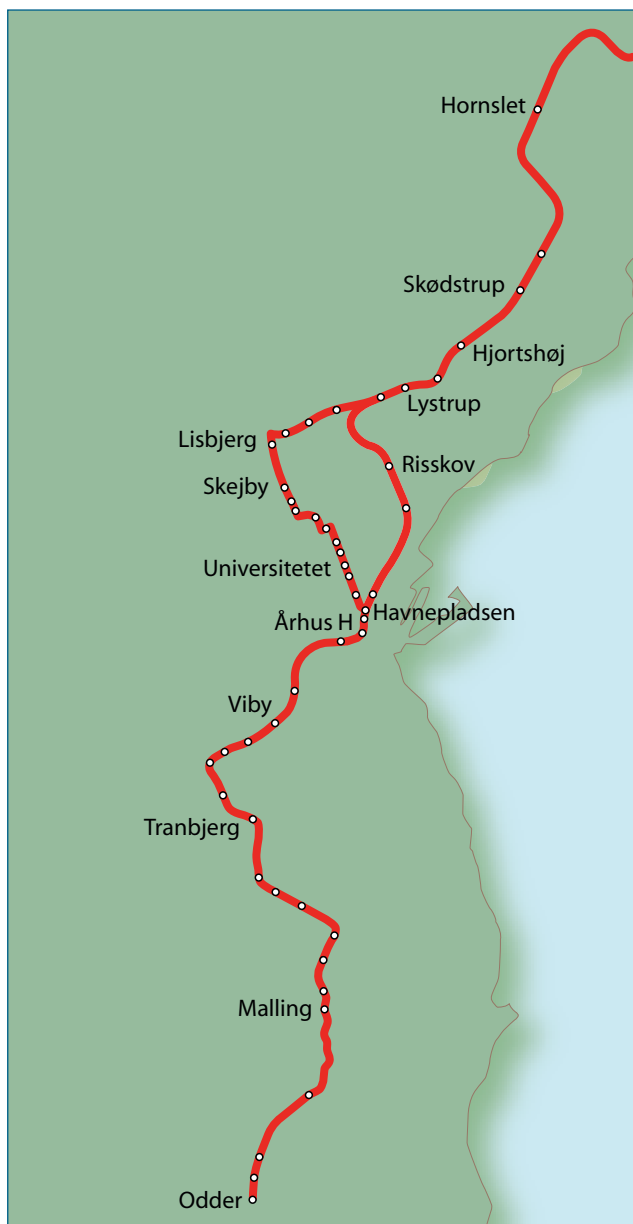 Hornslet
Skødstrup
Hjortshøj
Lystrup
Lisbjerg
Risskov
Skejby
Universitetet
Havnepladsen
Århus H
Viby
Tranbjerg
Malling
Odder